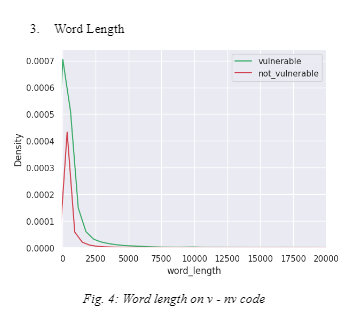 3. Word Length
vulnerable
not_vulnerable
0.0007
0.0006
0.0005
0.0004
0.0003
0.0002
0.0001
0.0000
Density
0 2500 5000 7500 10000 12500 15000 17500 20000
word_length
Fig. 4: Word length on v - nv code